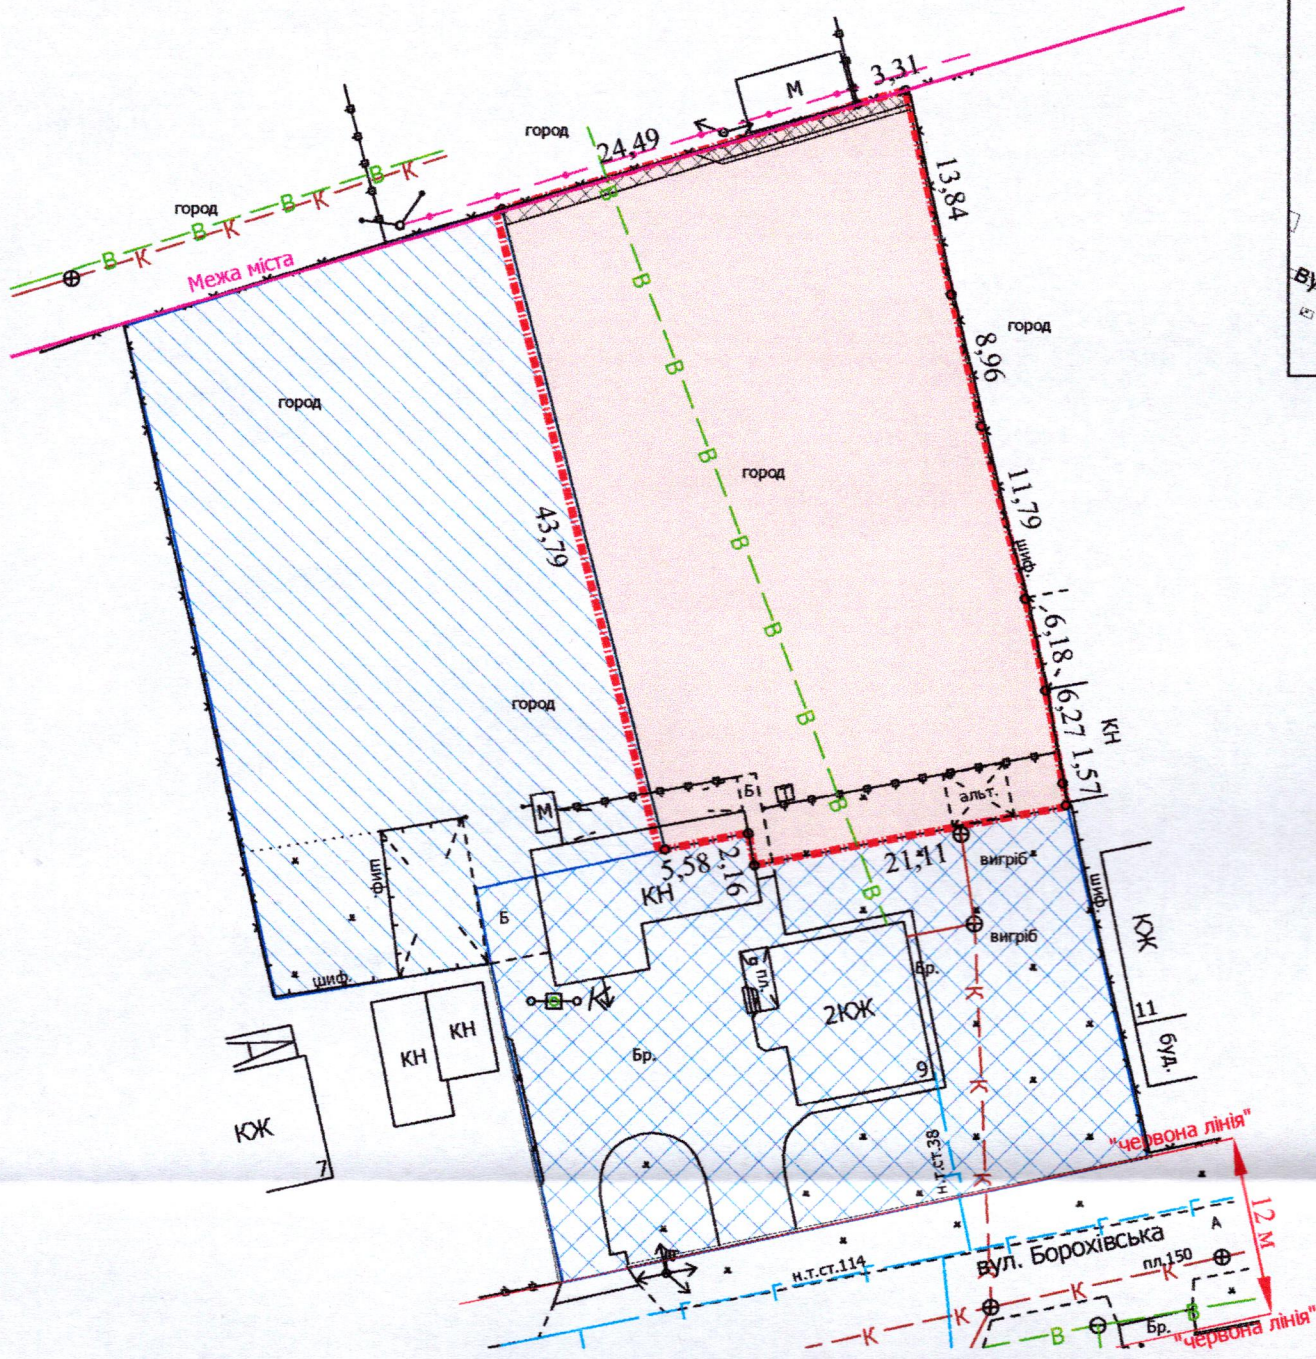 3,31
М
город
24,49
В
В
В
В
К
К
К
К
город
Межа міста
13,84
В
город
8,96
город
11,79
шиф.
43,79
город
6,18
6,27
КН
1,57
В
В
В
В
В
В
В
В
город
М
Б
альт.
шиф.
5,58
2,16
21,11
вигріб
КН
Б
шиф.
КЖ
вигріб
Бр.
шиф.
9 пл.
2КЖ
К
КН
КН
Бр.
9
11
буд.
КЖ
7
К
К
н.т.ст.38
"червона лінія"
12 м
Г
Г
Г
А
вул. Борохівська
н.т.ст.114
пл.150
К
К
К
К
Г
Г
Г
В
В
Бр.
"червона лінія"